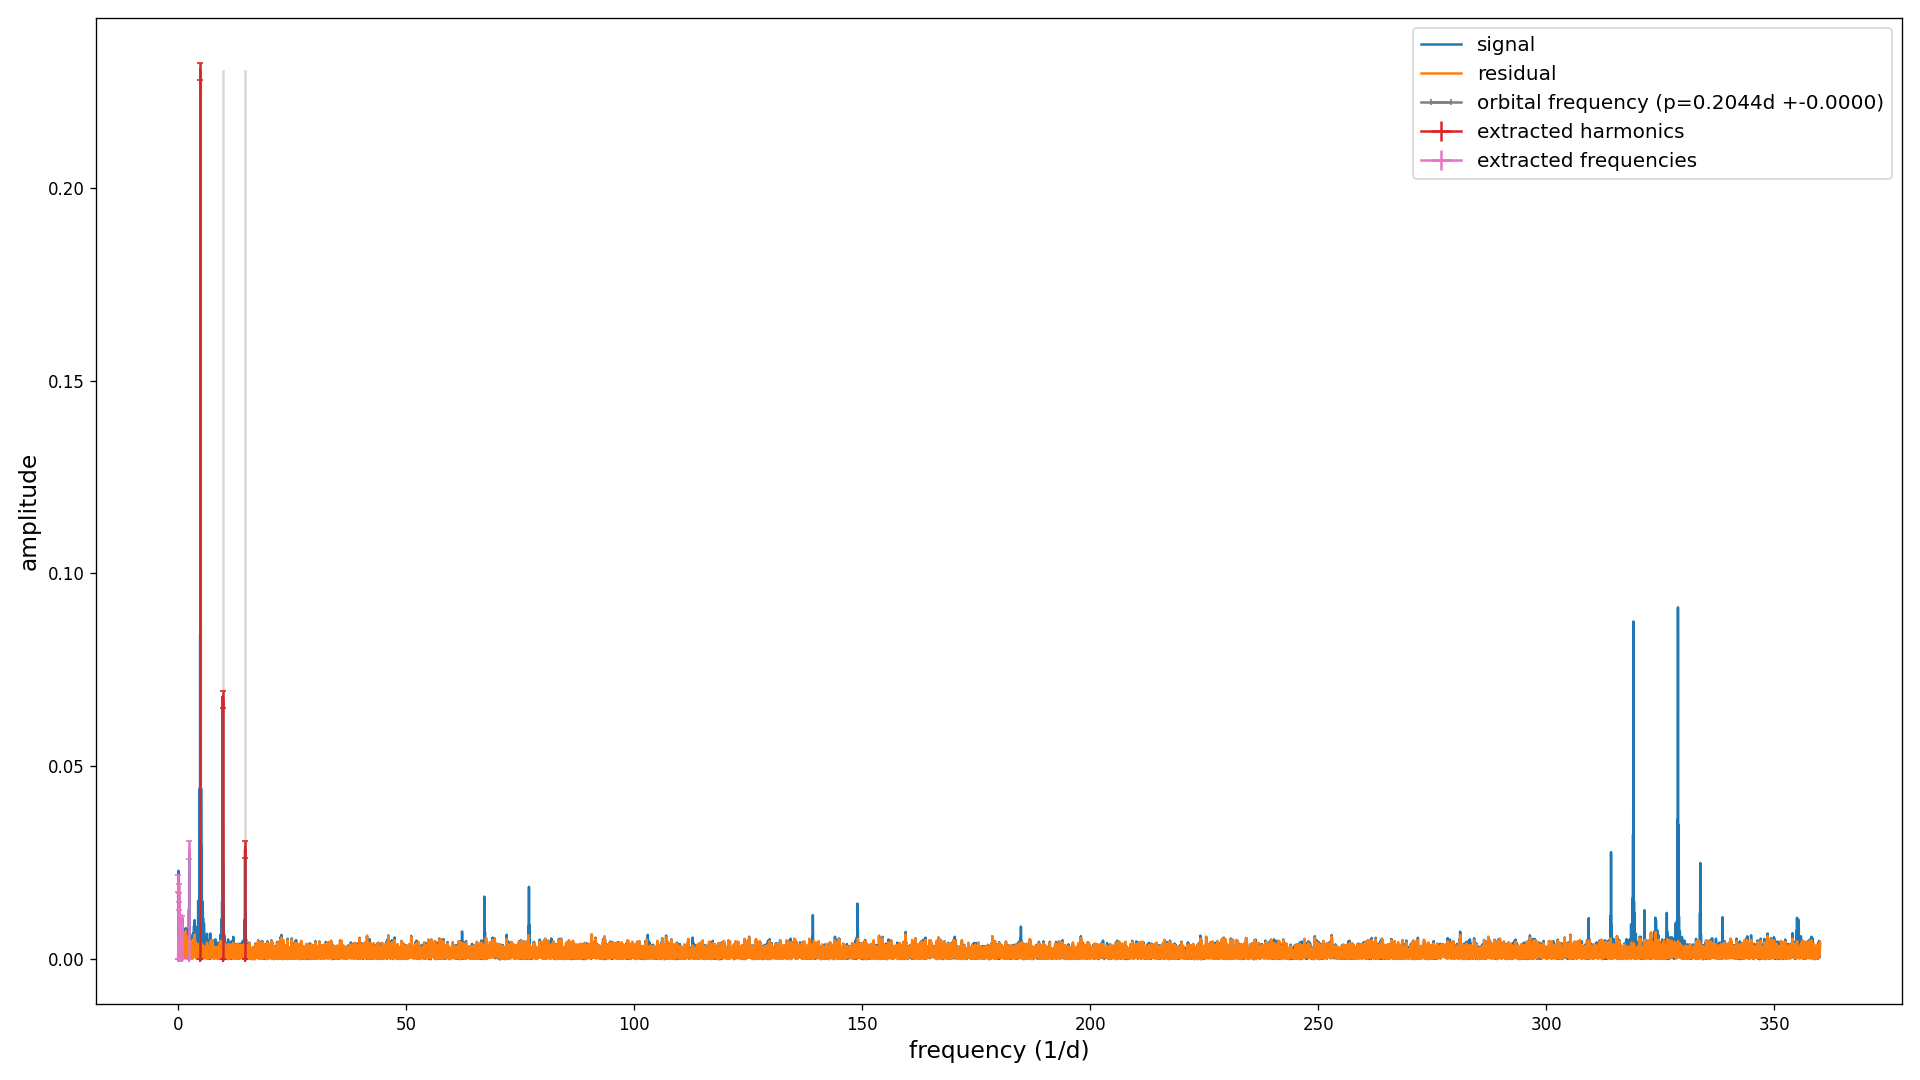 signal
residual
orbital frequency (p=0.2044d +-0.0000)
extracted harmonics
extracted frequencies
0.20
0.15
0.10
0.05
0.00
amplitude
0
50
100
150
200
250
300
350
frequency (1/d)